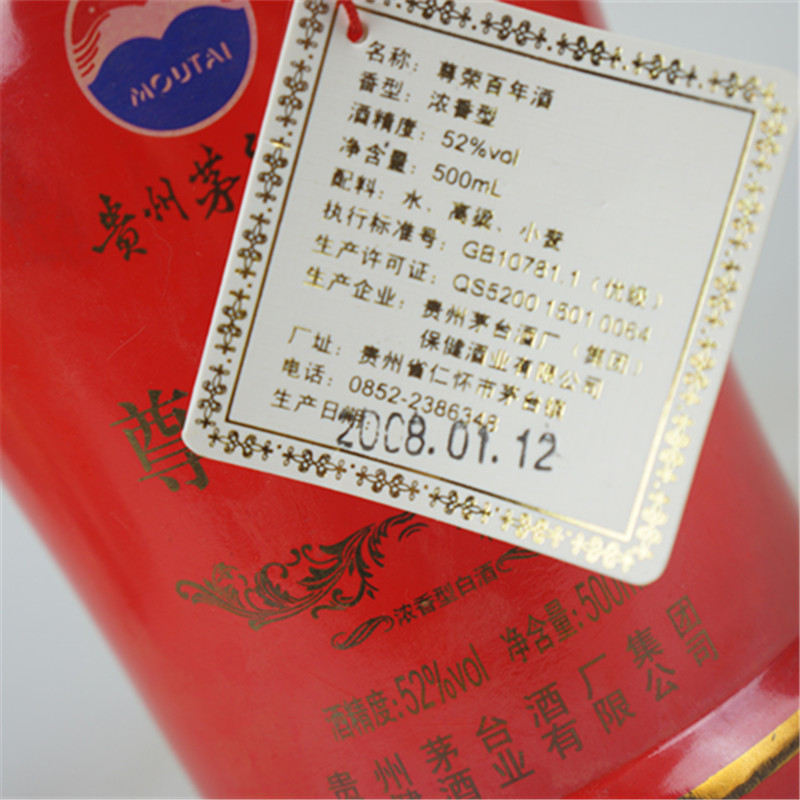 MOUTAI
贵州茅
名称：尊荣百年酒
香型：浓香型
酒精度：52%vol
净含量：500mL
配料：水、高粱、小麦
执行标准号：GB10781.1（优级）
生产许可证：QS5200 1601 0064
生产企业：贵州茅台酒厂（集团）
保健酒业有限公司
厂址：贵州省仁怀市茅台镇
电话：0852-2386348
生产日期：
2008.01.12
尊
浓香型白酒
酒精度:52%vol 净含量:500m
贵州茅台酒厂集团
健酒业有限公司